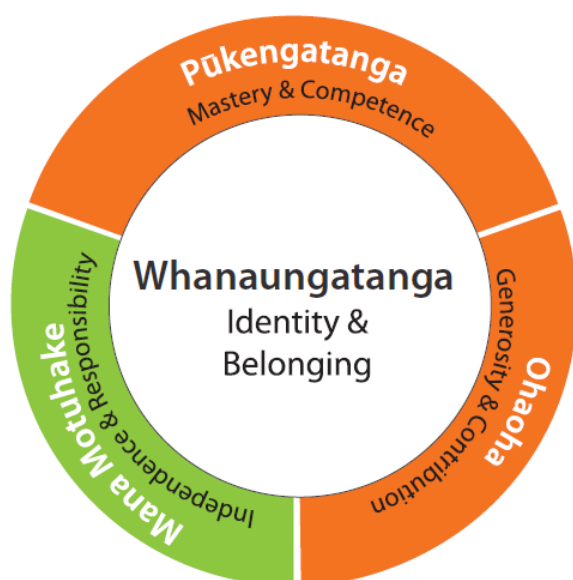 Pūkengatanga
Mastery & Competence
Whanaungatanga
Identity &
Belonging
Ohaoha
Generosity & Contribution
Mana Motuhake
Independence & Responsibility